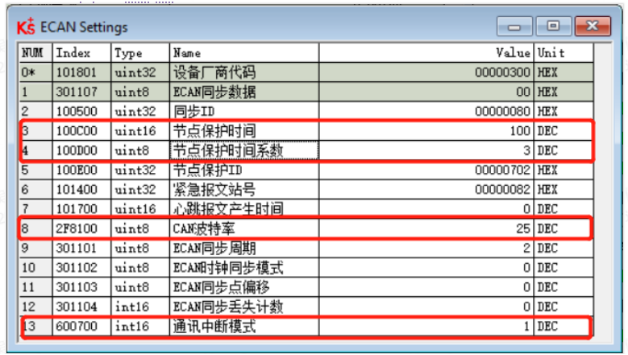 Ks ECAN Settings
NUM Index Type Name Value Unit
0* 101801 uint32 设备厂商代码 00000300 HEX
1 301107 uint8 ECAN同步数据 00 HEX
2 100500 uint32 同步ID 00000080 HEX
3 100C00 uint16 节点保护时间 100 DEC
4 100D00 uint8 节点保护时间系数 3 DEC
5 100E00 uint32 节点保护ID 00000702 HEX
6 101400 uint32 紧急报文站号 00000082 HEX
7 101700 uint16 心跳报文产生时间 0 DEC
8 2F8100 uint8 CAN波特率 25 DEC
9 301101 uint8 ECAN同步周期 2 DEC
10 301102 uint8 ECAN时钟同步模式 0 DEC
11 301103 uint8 ECAN同步点偏移 0 DEC
12 301104 int16 ECAN同步丢失计数 0 DEC
13 600700 int16 通讯中断模式 1 DEC